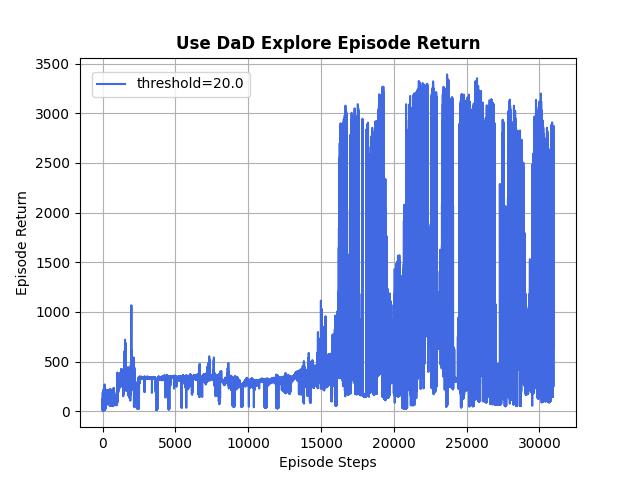 Use DaD Explore Episode Return
threshold=20.0
Episode Return
3500
3000
2500
2000
1500
1000
500
0
0 5000 10000 15000 20000 25000 30000
Episode Steps